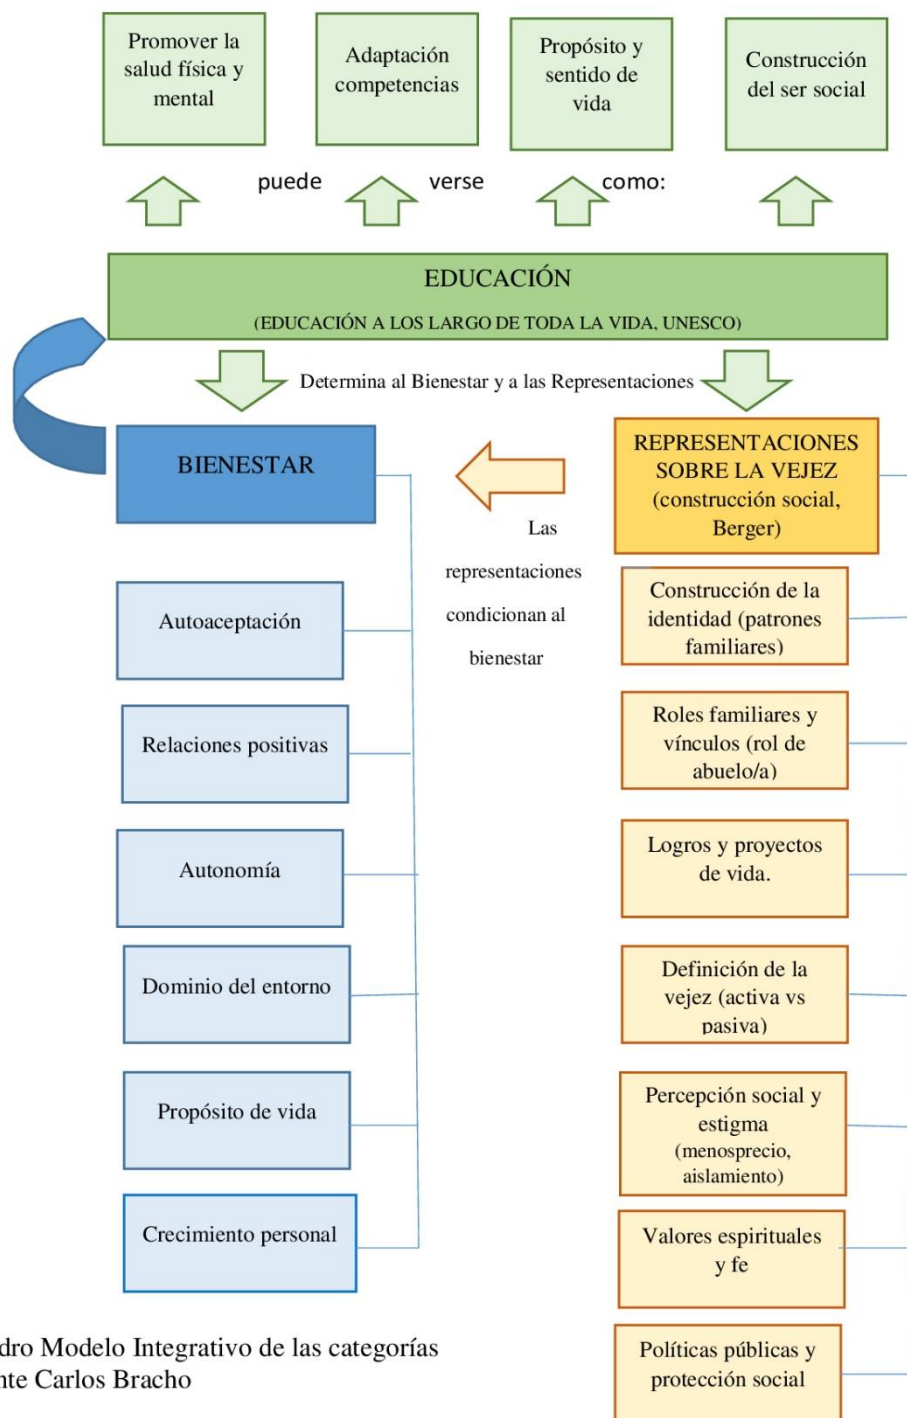 Promover la
salud física y
mental
Adaptación
competencias
Propósito y
sentido de
vida
Construcción
del ser social
puede verse como:
EDUCACIÓN
(EDUCACIÓN A LOS LARGO DE TODA LA VIDA, UNESCO)
Determina al Bienestar y a las Representaciones
BIENESTAR
REPRESENTACIONES
SOBRE LA VEJEZ
(construcción social,
Berger)
Las
representaciones
condicionan al
bienestar
Autoaceptación
Relaciones positivas
Autonomía
Dominio del entorno
Propósito de vida
Crecimiento personal
Construcción de la
identidad (patrones
familiares)
Roles familiares y
vínculos (rol de
abuelo/a)
Logros y proyectos
de vida.
Definición de la
vejez (activa vs
pasiva)
Percepción social y
estigma
(menosprecio,
aislamiento)
Valores espirituales
y fe
Políticas públicas y
protección social
dro Modelo Integrativo de las categorías
nte Carlos Bracho